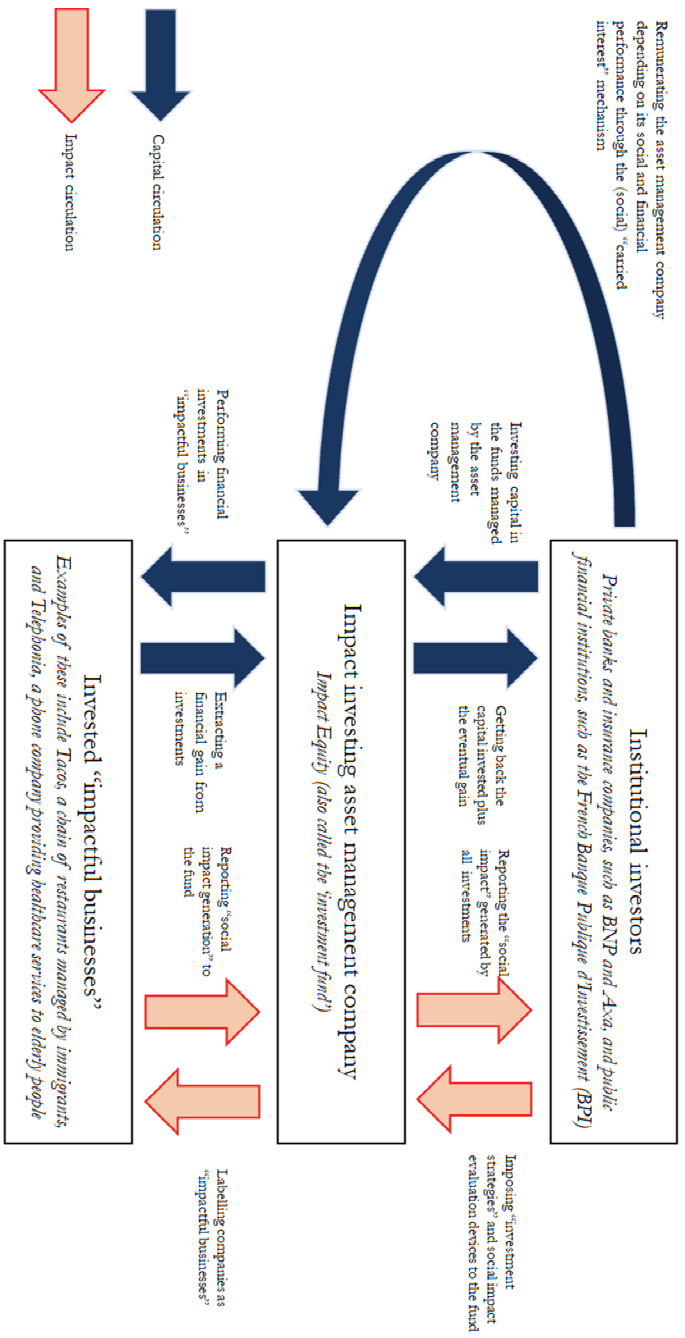 Institutional investors
Private banks and insurance companies, such as BNP and Axa, and public
financial institutions, such as the French Banque Publique d'Investissement (BPI)
Remunerating the asset management company
depending on its social and financial
performance through the (social) “carried
interest” mechanism
Investing capital in
the funds managed
by the asset
management
company
Getting back the
capital invested plus
the eventual gain
Reporting the “social
impact” generated by
all investments
Imposing “investment
strategies” and social impact
evaluation devices to the fund
Impact investing asset management company
Impact Equity (also called the ‘investment fund’)
Performing financial
investments in
“impactful businesses”
Extracting a
financial gain from
investments
Reporting “social
impact generation” to
the fund
Labelling companies as
“impactful businesses”
Invested “impactful businesses”
Examples of these include Tacos, a chain of restaurants managed by immigrants,
and Telephonia, a phone company providing healthcare services to elderly people
Capital circulation
Impact circulation